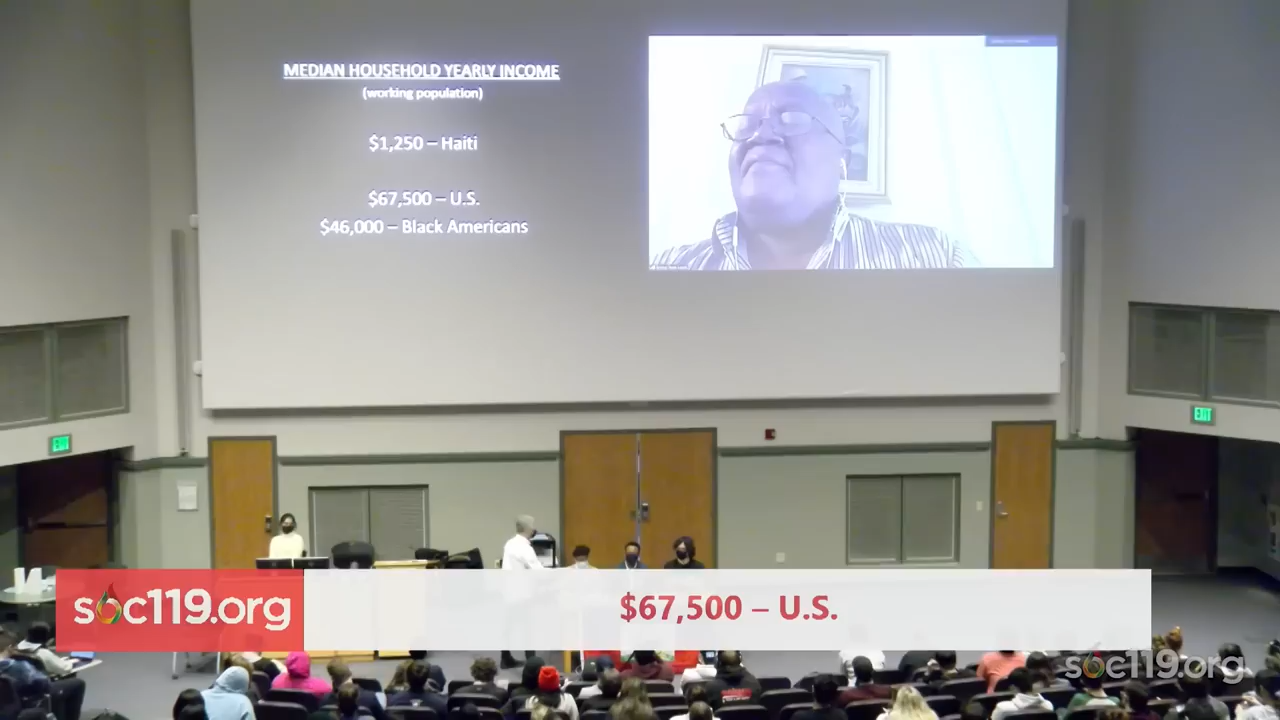 MEDIAN HOUSEHOLD YEARLY INCOME
(working population)
$1,250 – Haiti
$67,500 – U.S.
$46,000 – Black Americans
EXIT
EXIT
soc119.org
$67,500 – U.S.
soc119.org